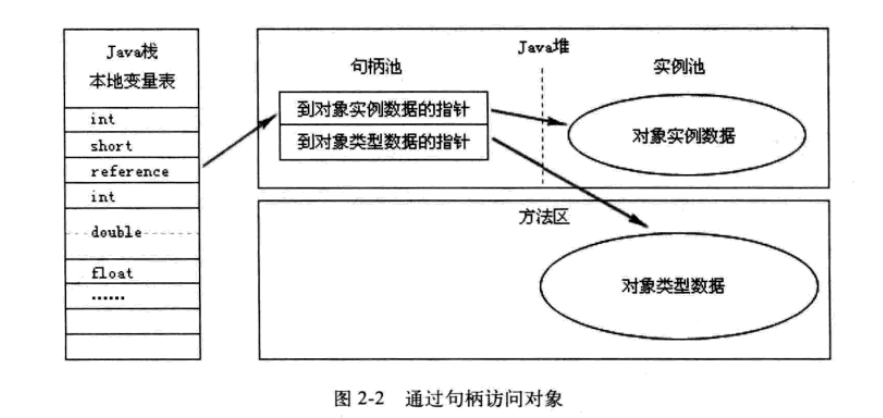 Java栈
本地变量表
int
short
reference
int
double
float
......
Java堆
句柄池
实例池
到对象实例数据的指针
到对象类型数据的指针
对象实例数据
方法区
对象类型数据
图 2-2 通过句柄访问对象